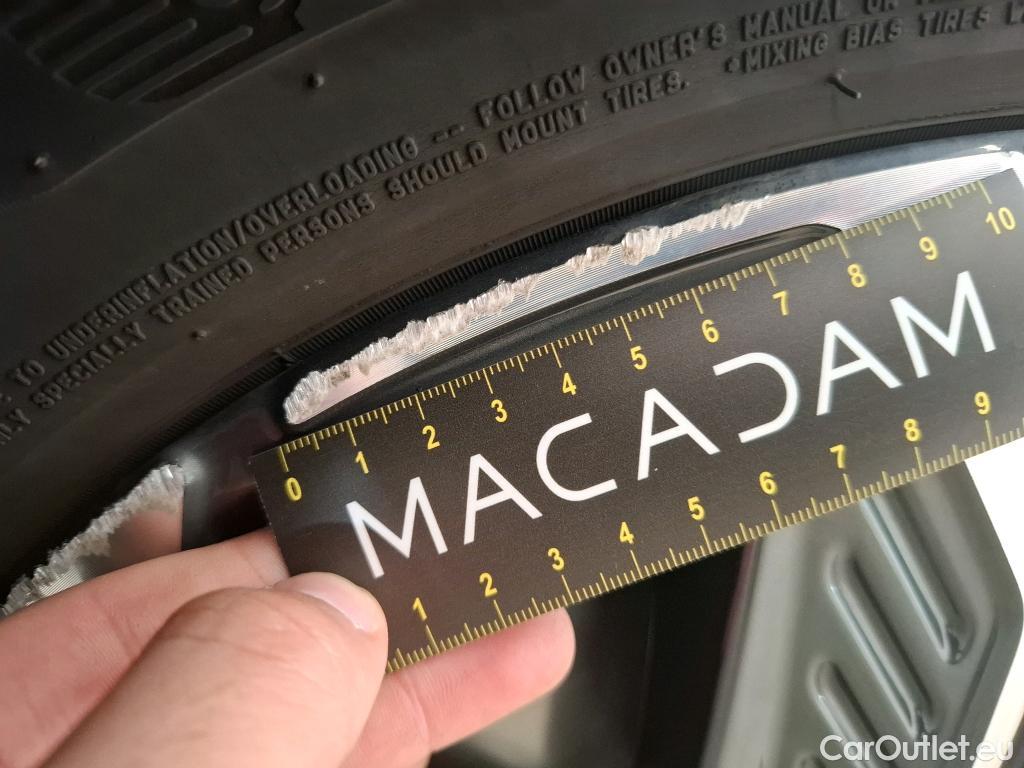 TO UNDERINFLATION/OVERLOADING -- FOLLOW OWNER'S MANUAL OR
SPECIALLY TRAINED PERSONS SHOULD MOUNT TIRES. •MIXING BIAS TIRES
0 1 2 3 4 5 6 7 8 9 10
MACADAM
1 2 3 4 5 6 7 8 9
CarOutlet.eu